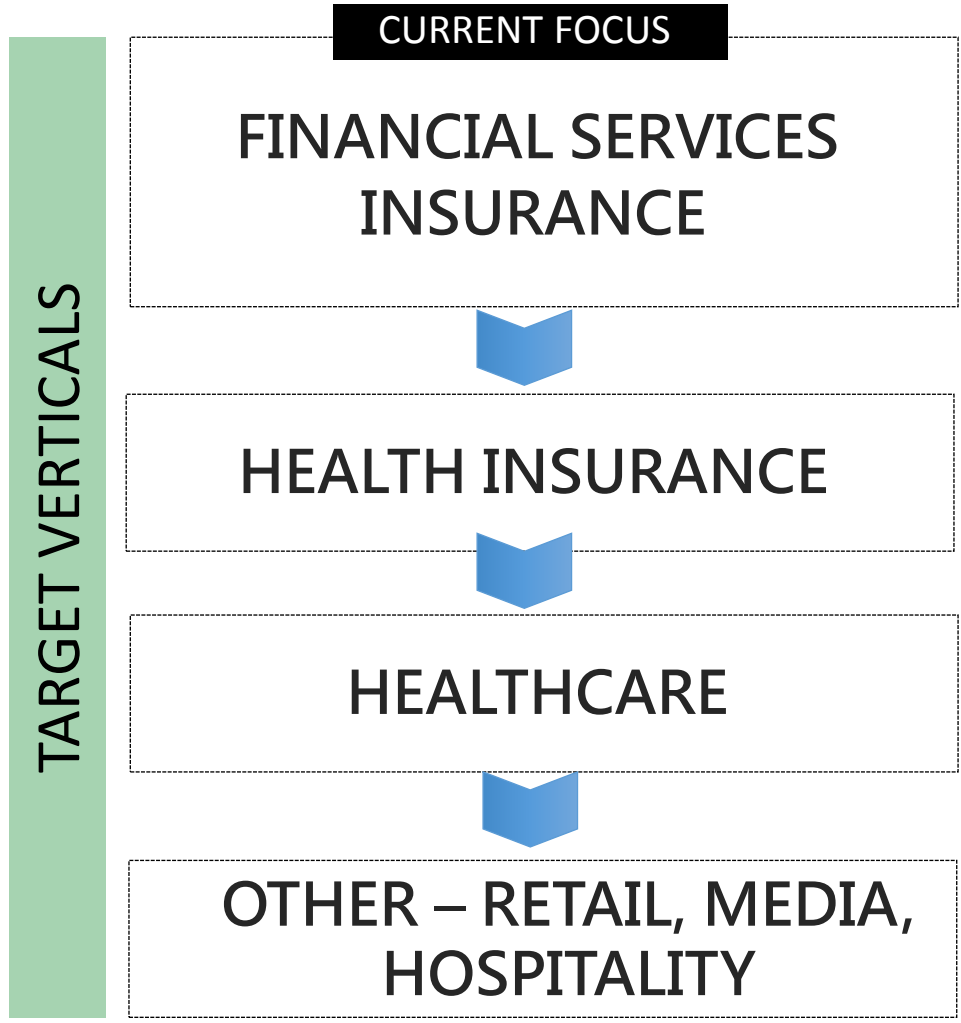 CURRENT FOCUS
TARGET VERTICALS
FINANCIAL SERVICES
INSURANCE
HEALTH INSURANCE
HEALTHCARE
OTHER – RETAIL, MEDIA,
HOSPITALITY